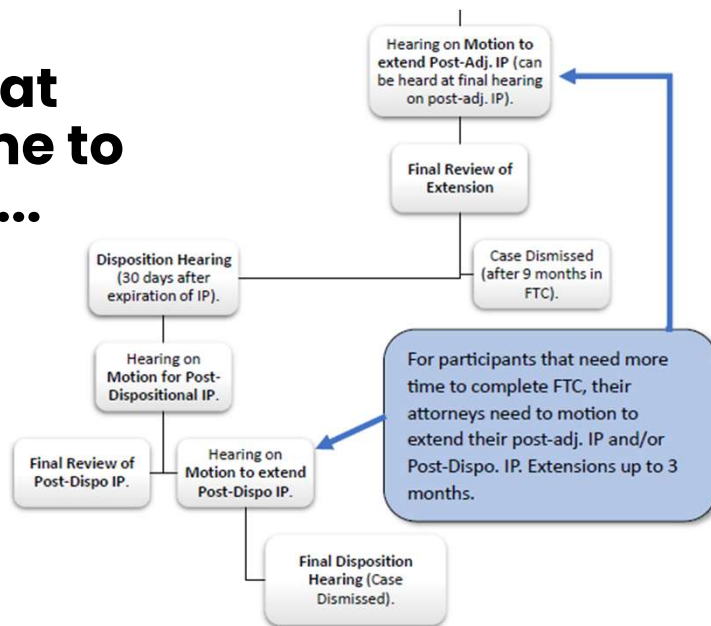 at
ne to
...
Hearing on Motion to
extend Post-Adj. IP (can
be heard at final hearing
on post-adj. IP).
Final Review of
Extension
Disposition Hearing
(30 days after
expiration of IP).
Case Dismissed
(after 9 months in
FTC).
Hearing on
Motion for Post-
Dispositional IP.
For participants that need more
time to complete FTC, their
attorneys need to motion to
extend their post-adj. IP and/or
Post-Dispo. IP. Extensions up to 3
months.
Final Review of
Post-Dispo IP.
Hearing on
Motion to extend
Post-Dispo IP.
Final Disposition
Hearing (Case
Dismissed).